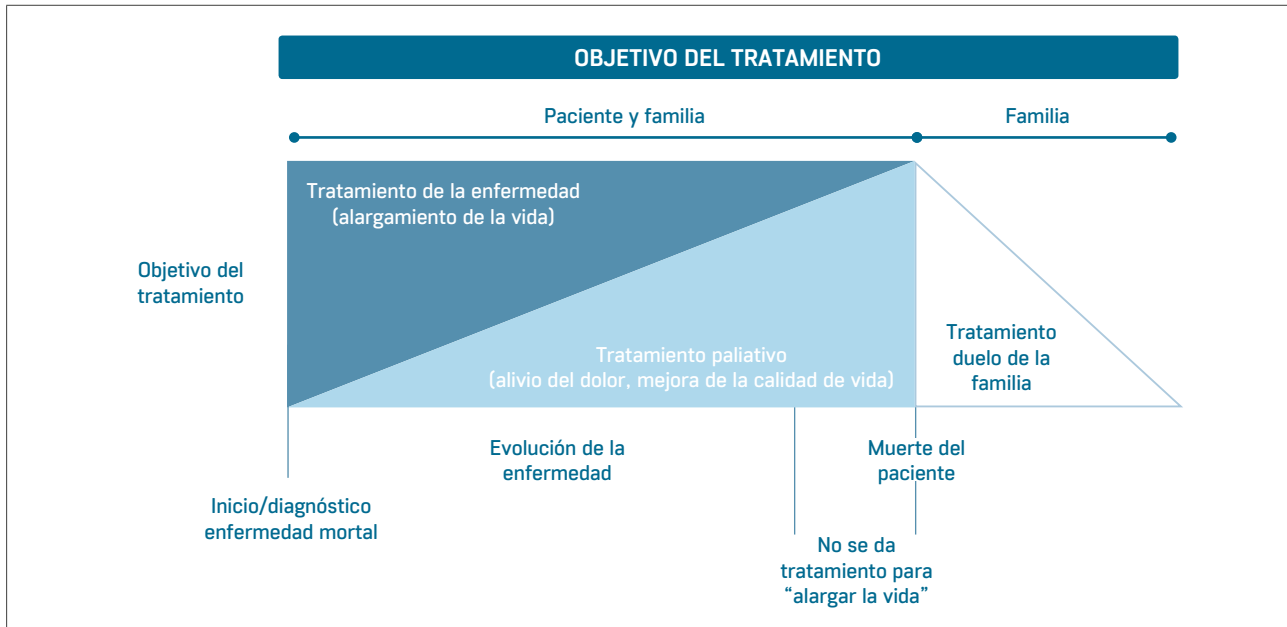 OBJETIVO DEL TRATAMIENTO
Paciente y familia
Familia
Tratamiento de la enfermedad
(alargamiento de la vida)
Objetivo del
tratamiento
Tratamiento paliativo
(alivio del dolor, mejora de la calidad de vida)
Tratamiento
duelo de la
familia
Evolución de la
enfermedad
Muerte del
paciente
Inicio/diagnóstico
enfermedad mortal
No se da
tratamiento para
“alargar la vida”